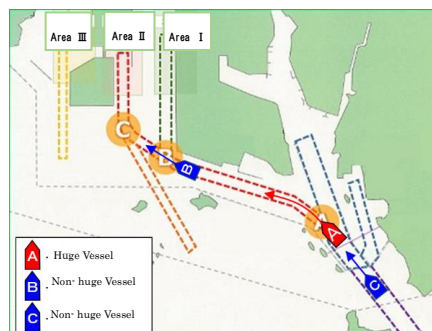 Area Ⅲ
Area Ⅱ
Area Ⅰ
C
B
B
A
C
A . Huge Vessel
B . Non- huge Vessel
C . Non- huge Vessel